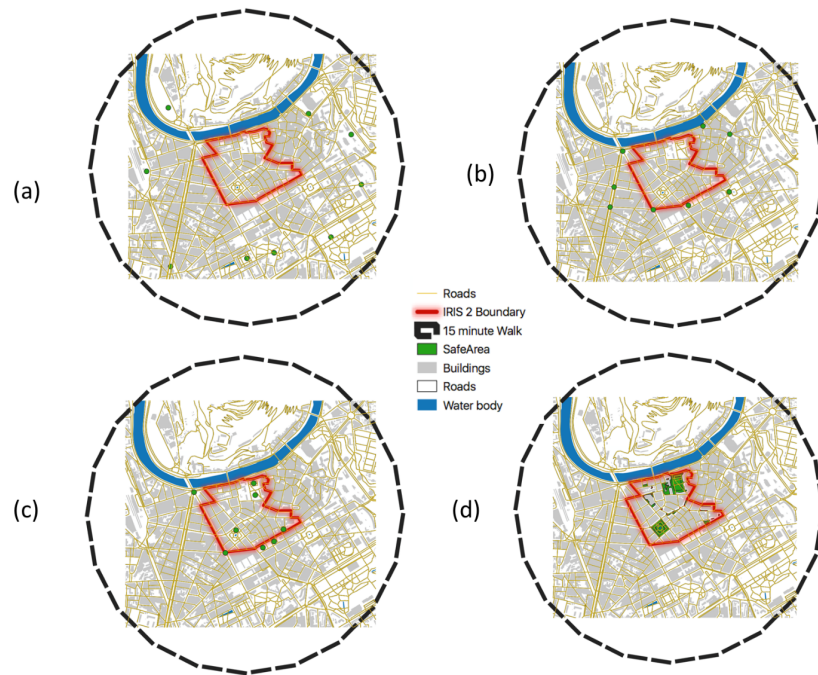 (a)
(b)
Roads
IRIS 2 Boundary
15 minute Walk
SafeArea
Buildings
Roads
Water body
(c)
(d)